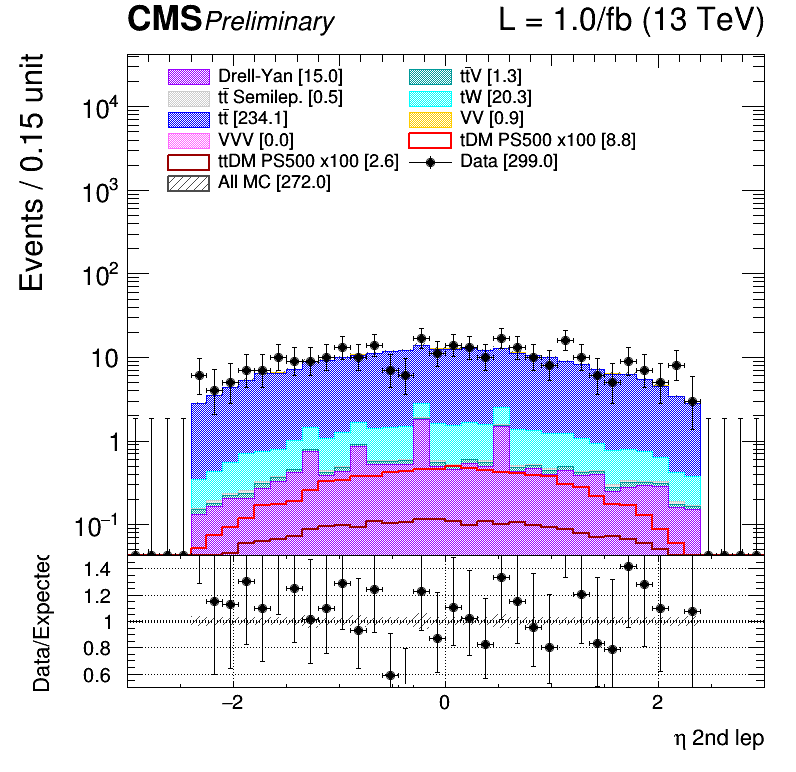 CMS Preliminary L = 1.0/fb (13 TeV)
Events / 0.15 unit
Drell-Yan [15.0] tt̄V [1.3]
tt̄ Semilep. [0.5] tW [20.3]
tt̄ [234.1] VV [0.9]
VVV [0.0] tDM PS500 x100 [8.8]
ttDM PS500 x100 [2.6] Data [299.0]
All MC [272.0]
10⁴
10³
10²
10
1
10⁻¹
Data/Expected
1.4
1.2
1.0
0.8
0.6
−2 0 2
η 2nd lep